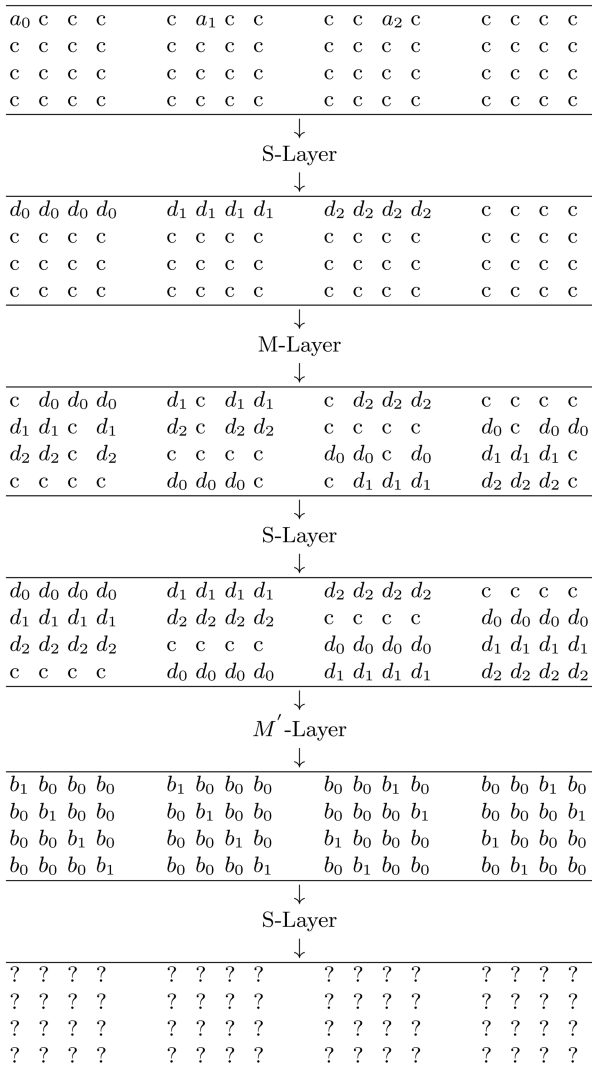 a₀ c c c c a₁ c c c c a₂ c c c c c
c c c c c c c c c c c c c c c c
c c c c c c c c c c c c c c c c
c c c c c c c c c c c c c c c c
↓
S-Layer
↓
d₀ d₀ d₀ d₀ d₁ d₁ d₁ d₁ d₂ d₂ d₂ d₂ c c c c
c c c c c c c c c c c c c c c c
c c c c c c c c c c c c c c c c
c c c c c c c c c c c c c c c c
↓
M-Layer
↓
c d₀ d₀ d₀ d₁ c d₁ d₁ c d₂ d₂ d₂ c c c c
d₁ d₁ c d₁ d₂ c d₂ d₂ c c c c d₀ c d₀ d₀
d₂ d₂ c d₂ c c c c d₀ d₀ c d₀ d₁ d₁ d₁ c
c c c c d₀ d₀ d₀ c c d₁ d₁ d₁ d₂ d₂ d₂ c
↓
S-Layer
↓
d₀ d₀ d₀ d₀ d₁ d₁ d₁ d₁ d₂ d₂ d₂ d₂ c c c c
d₁ d₁ d₁ d₁ d₂ d₂ d₂ d₂ c c c c d₀ d₀ d₀ d₀
d₂ d₂ d₂ d₂ c c c c d₀ d₀ d₀ d₀ d₁ d₁ d₁ d₁
c c c c d₀ d₀ d₀ d₀ d₁ d₁ d₁ d₁ d₂ d₂ d₂ d₂
↓
M′-Layer
↓
b₁ b₀ b₀ b₀ b₁ b₀ b₀ b₀ b₀ b₀ b₁ b₀ b₀ b₀ b₁ b₀
b₀ b₁ b₀ b₀ b₀ b₁ b₀ b₀ b₀ b₀ b₀ b₁ b₀ b₀ b₀ b₁
b₀ b₀ b₁ b₀ b₀ b₀ b₁ b₀ b₁ b₀ b₀ b₀ b₁ b₀ b₀ b₀
b₀ b₀ b₀ b₁ b₀ b₀ b₀ b₁ b₀ b₁ b₀ b₀ b₀ b₁ b₀ b₀
↓
S-Layer
↓
? ? ? ? ? ? ? ? ? ? ? ? ? ? ? ?
? ? ? ? ? ? ? ? ? ? ? ? ? ? ? ?
? ? ? ? ? ? ? ? ? ? ? ? ? ? ? ?
? ? ? ? ? ? ? ? ? ? ? ? ? ? ? ?